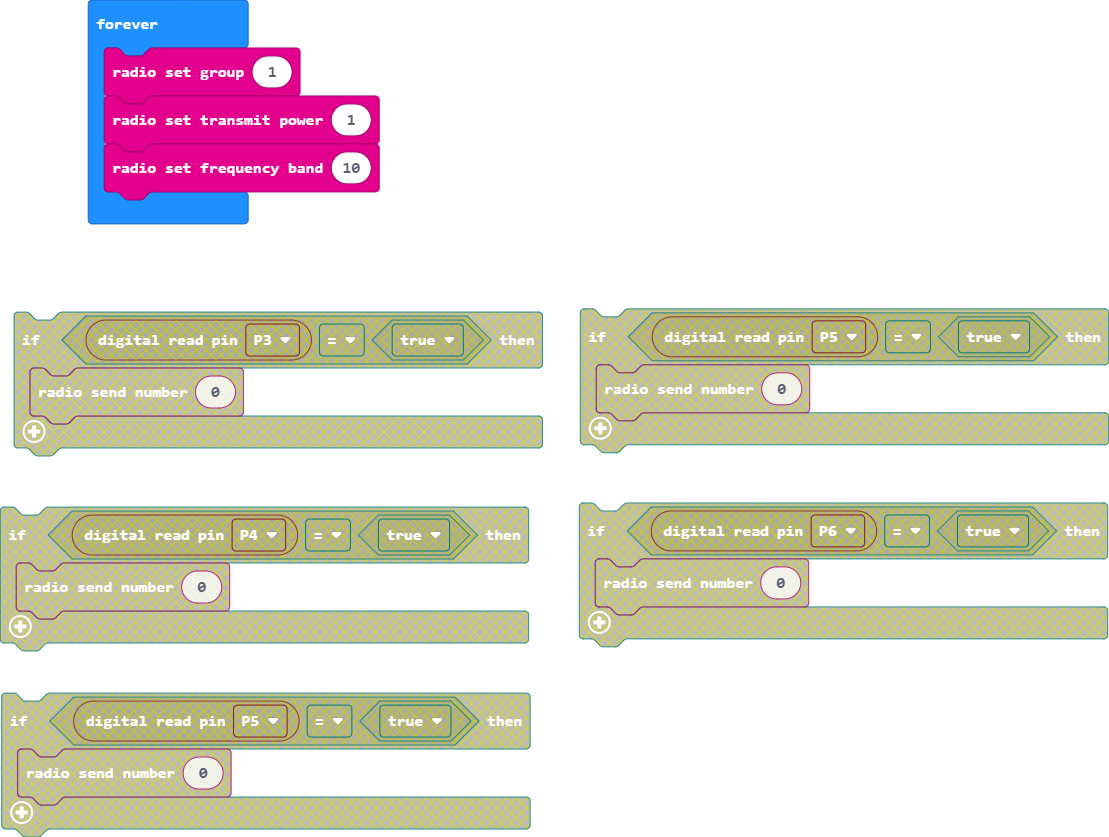 forever
radio set group 1
radio set transmit power 1
radio set frequency band 10
if digital read pin P3 = true then
radio send number 0
if digital read pin P5 = true then
radio send number 0
if digital read pin P4 = true then
radio send number 0
if digital read pin P6 = true then
radio send number 0
if digital read pin P5 = true then
radio send number 0